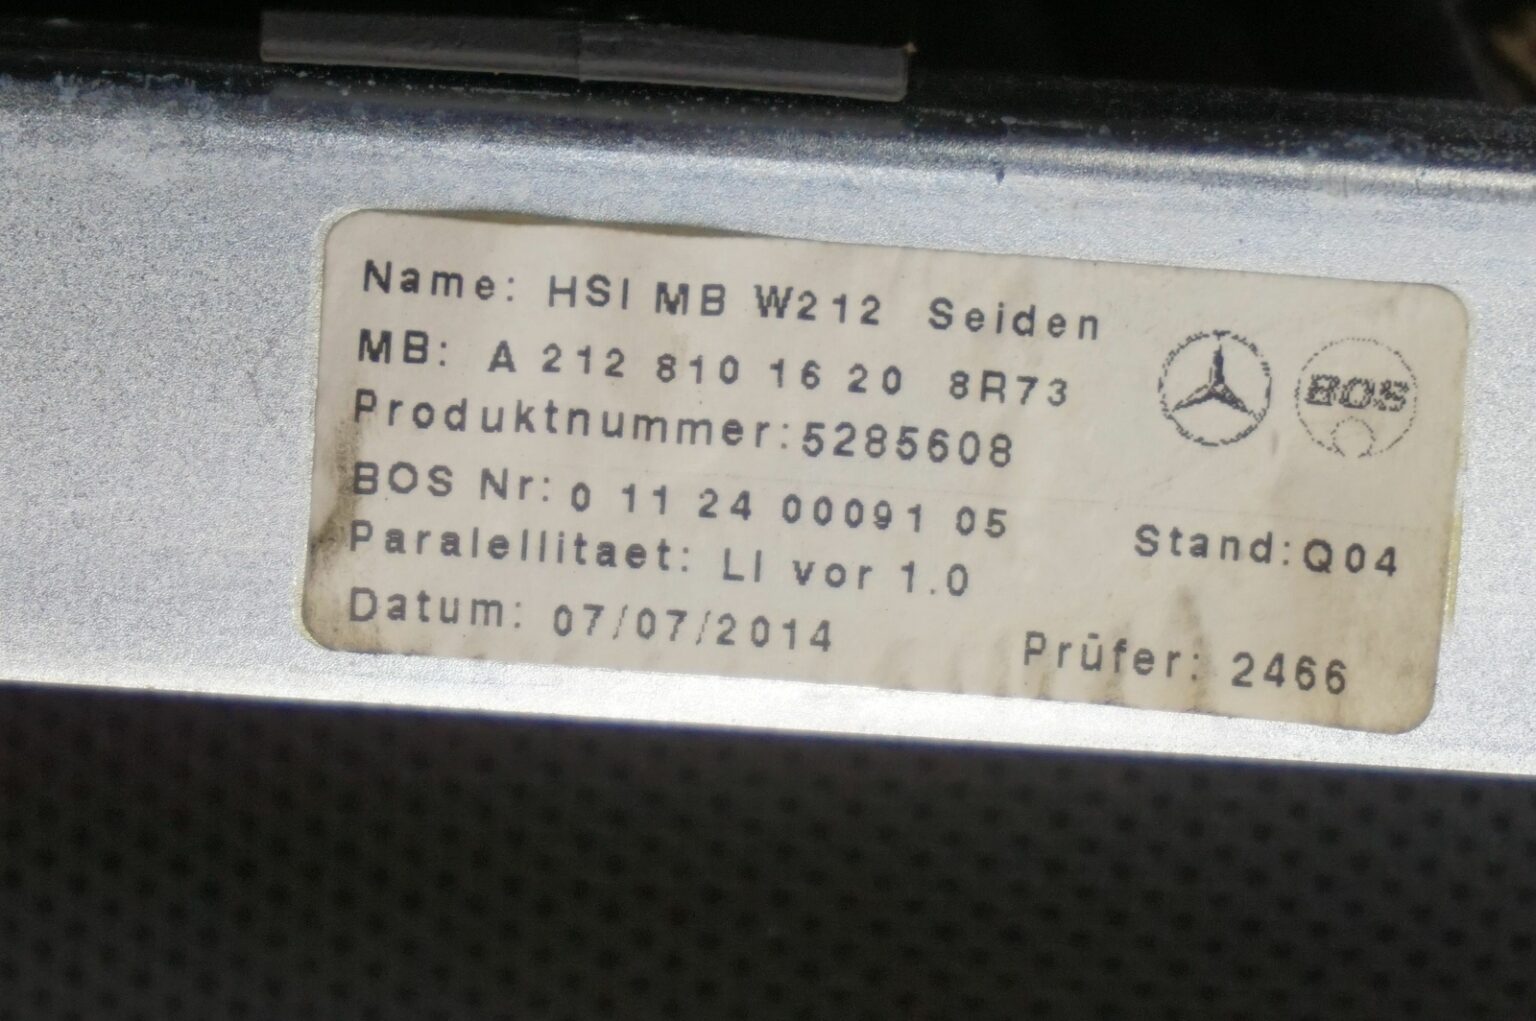 Name: HSI MB W212 Seiden
MB: A 212 810 16 20 8R73
Produktnummer:5285608
BOS Nr: 0 11 24 00091 05
Stand:Q04
Paralellitaet: LI vor 1.0
Datum: 07/07/2014
Prüfer: 2466
BOS